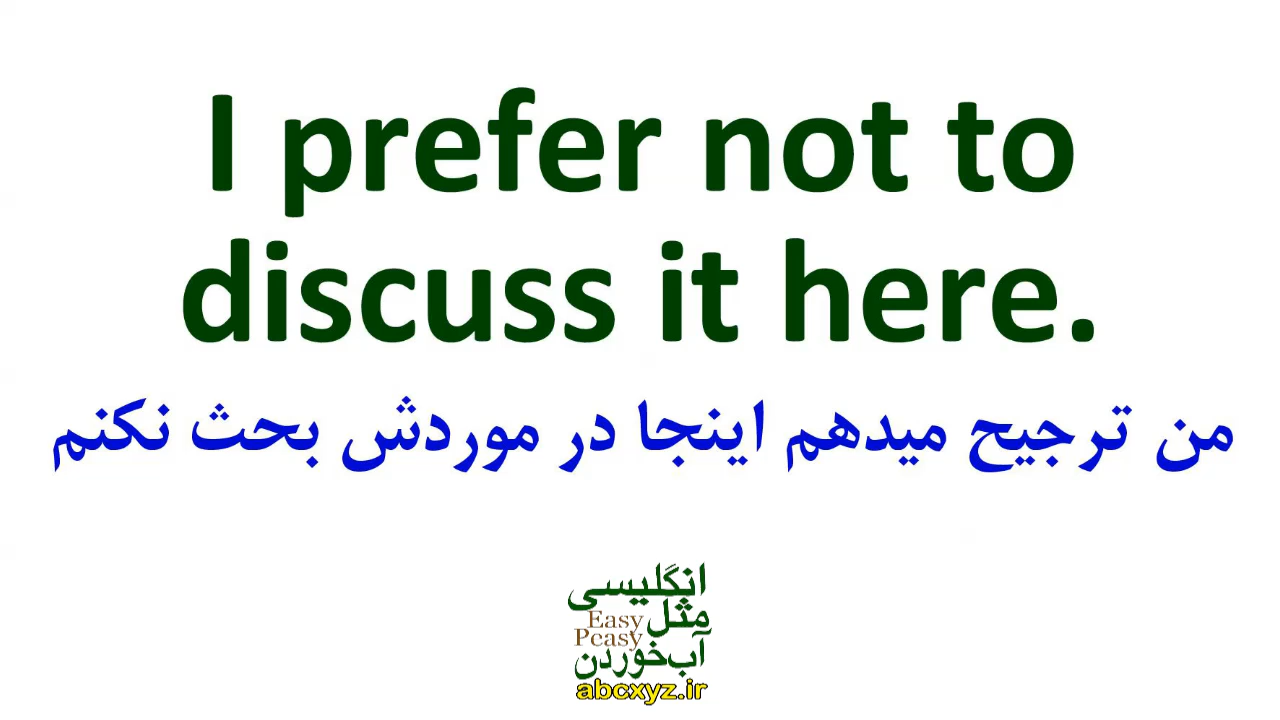 I prefer not to
discuss it here.
من ترجیح میدهم اینجا در موردش بحث نکنم
انگلیسی
مثل
Easy
Peasy
آب‌خوردن
abcxyz.ir